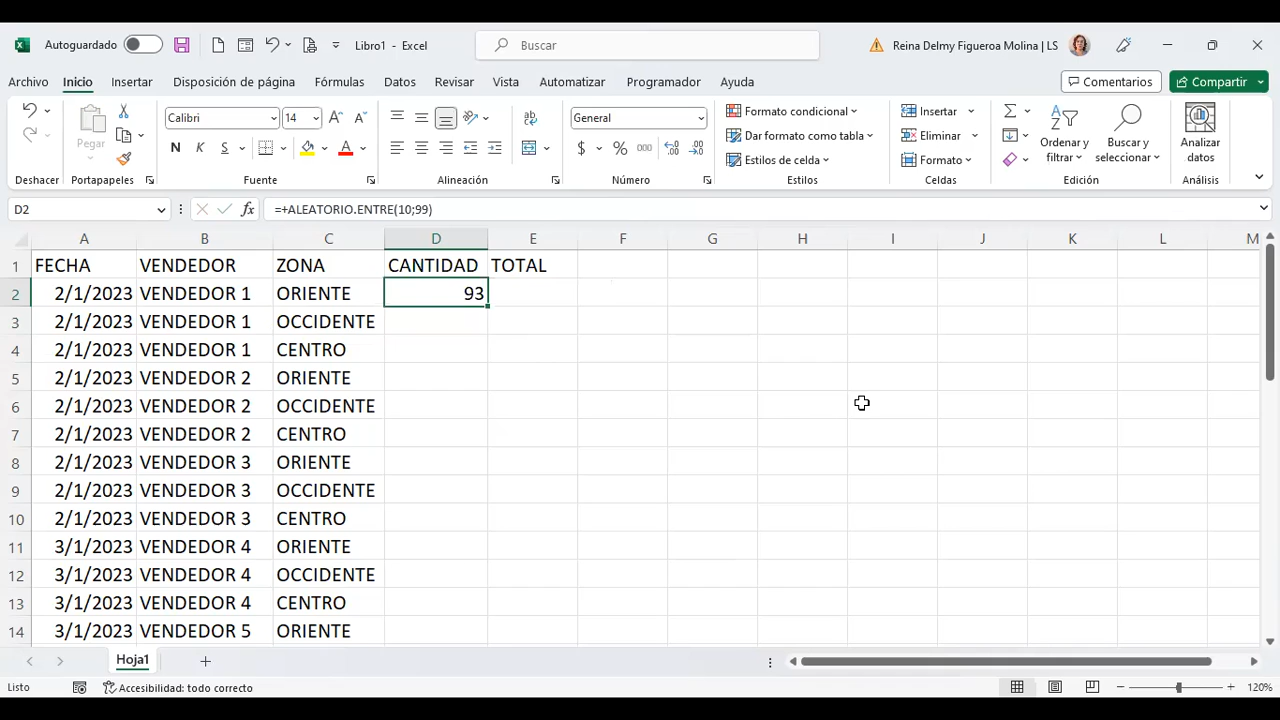 Autoguardado Libro1 - Excel Buscar Reina Delmy Figueroa Molina | LS
Archivo Inicio Insertar Disposición de página Fórmulas Datos Revisar Vista Automatizar Programador Ayuda Comentarios Compartir
Pegar Calibri 14 General Formato condicional Insertar
N K S A $ % 000 Dar formato como tabla Eliminar Ordenar y filtrar Buscar y seleccionar Analizar datos
Estilos de celda Formato
Deshacer Portapapeles Fuente Alineación Número Estilos Celdas Edición Análisis
D2 fx =+ALEATORIO.ENTRE(10;99)
A B C D E F G H I J K L M
1 FECHA VENDEDOR ZONA CANTIDAD TOTAL
2 2/1/2023 VENDEDOR 1 ORIENTE 93
3 2/1/2023 VENDEDOR 1 OCCIDENTE
4 2/1/2023 VENDEDOR 1 CENTRO
5 2/1/2023 VENDEDOR 2 ORIENTE
6 2/1/2023 VENDEDOR 2 OCCIDENTE
7 2/1/2023 VENDEDOR 2 CENTRO
8 2/1/2023 VENDEDOR 3 ORIENTE
9 2/1/2023 VENDEDOR 3 OCCIDENTE
10 2/1/2023 VENDEDOR 3 CENTRO
11 3/1/2023 VENDEDOR 4 ORIENTE
12 3/1/2023 VENDEDOR 4 OCCIDENTE
13 3/1/2023 VENDEDOR 4 CENTRO
14 3/1/2023 VENDEDOR 5 ORIENTE
Hoja1
Listo Accesibilidad: todo correcto 120%